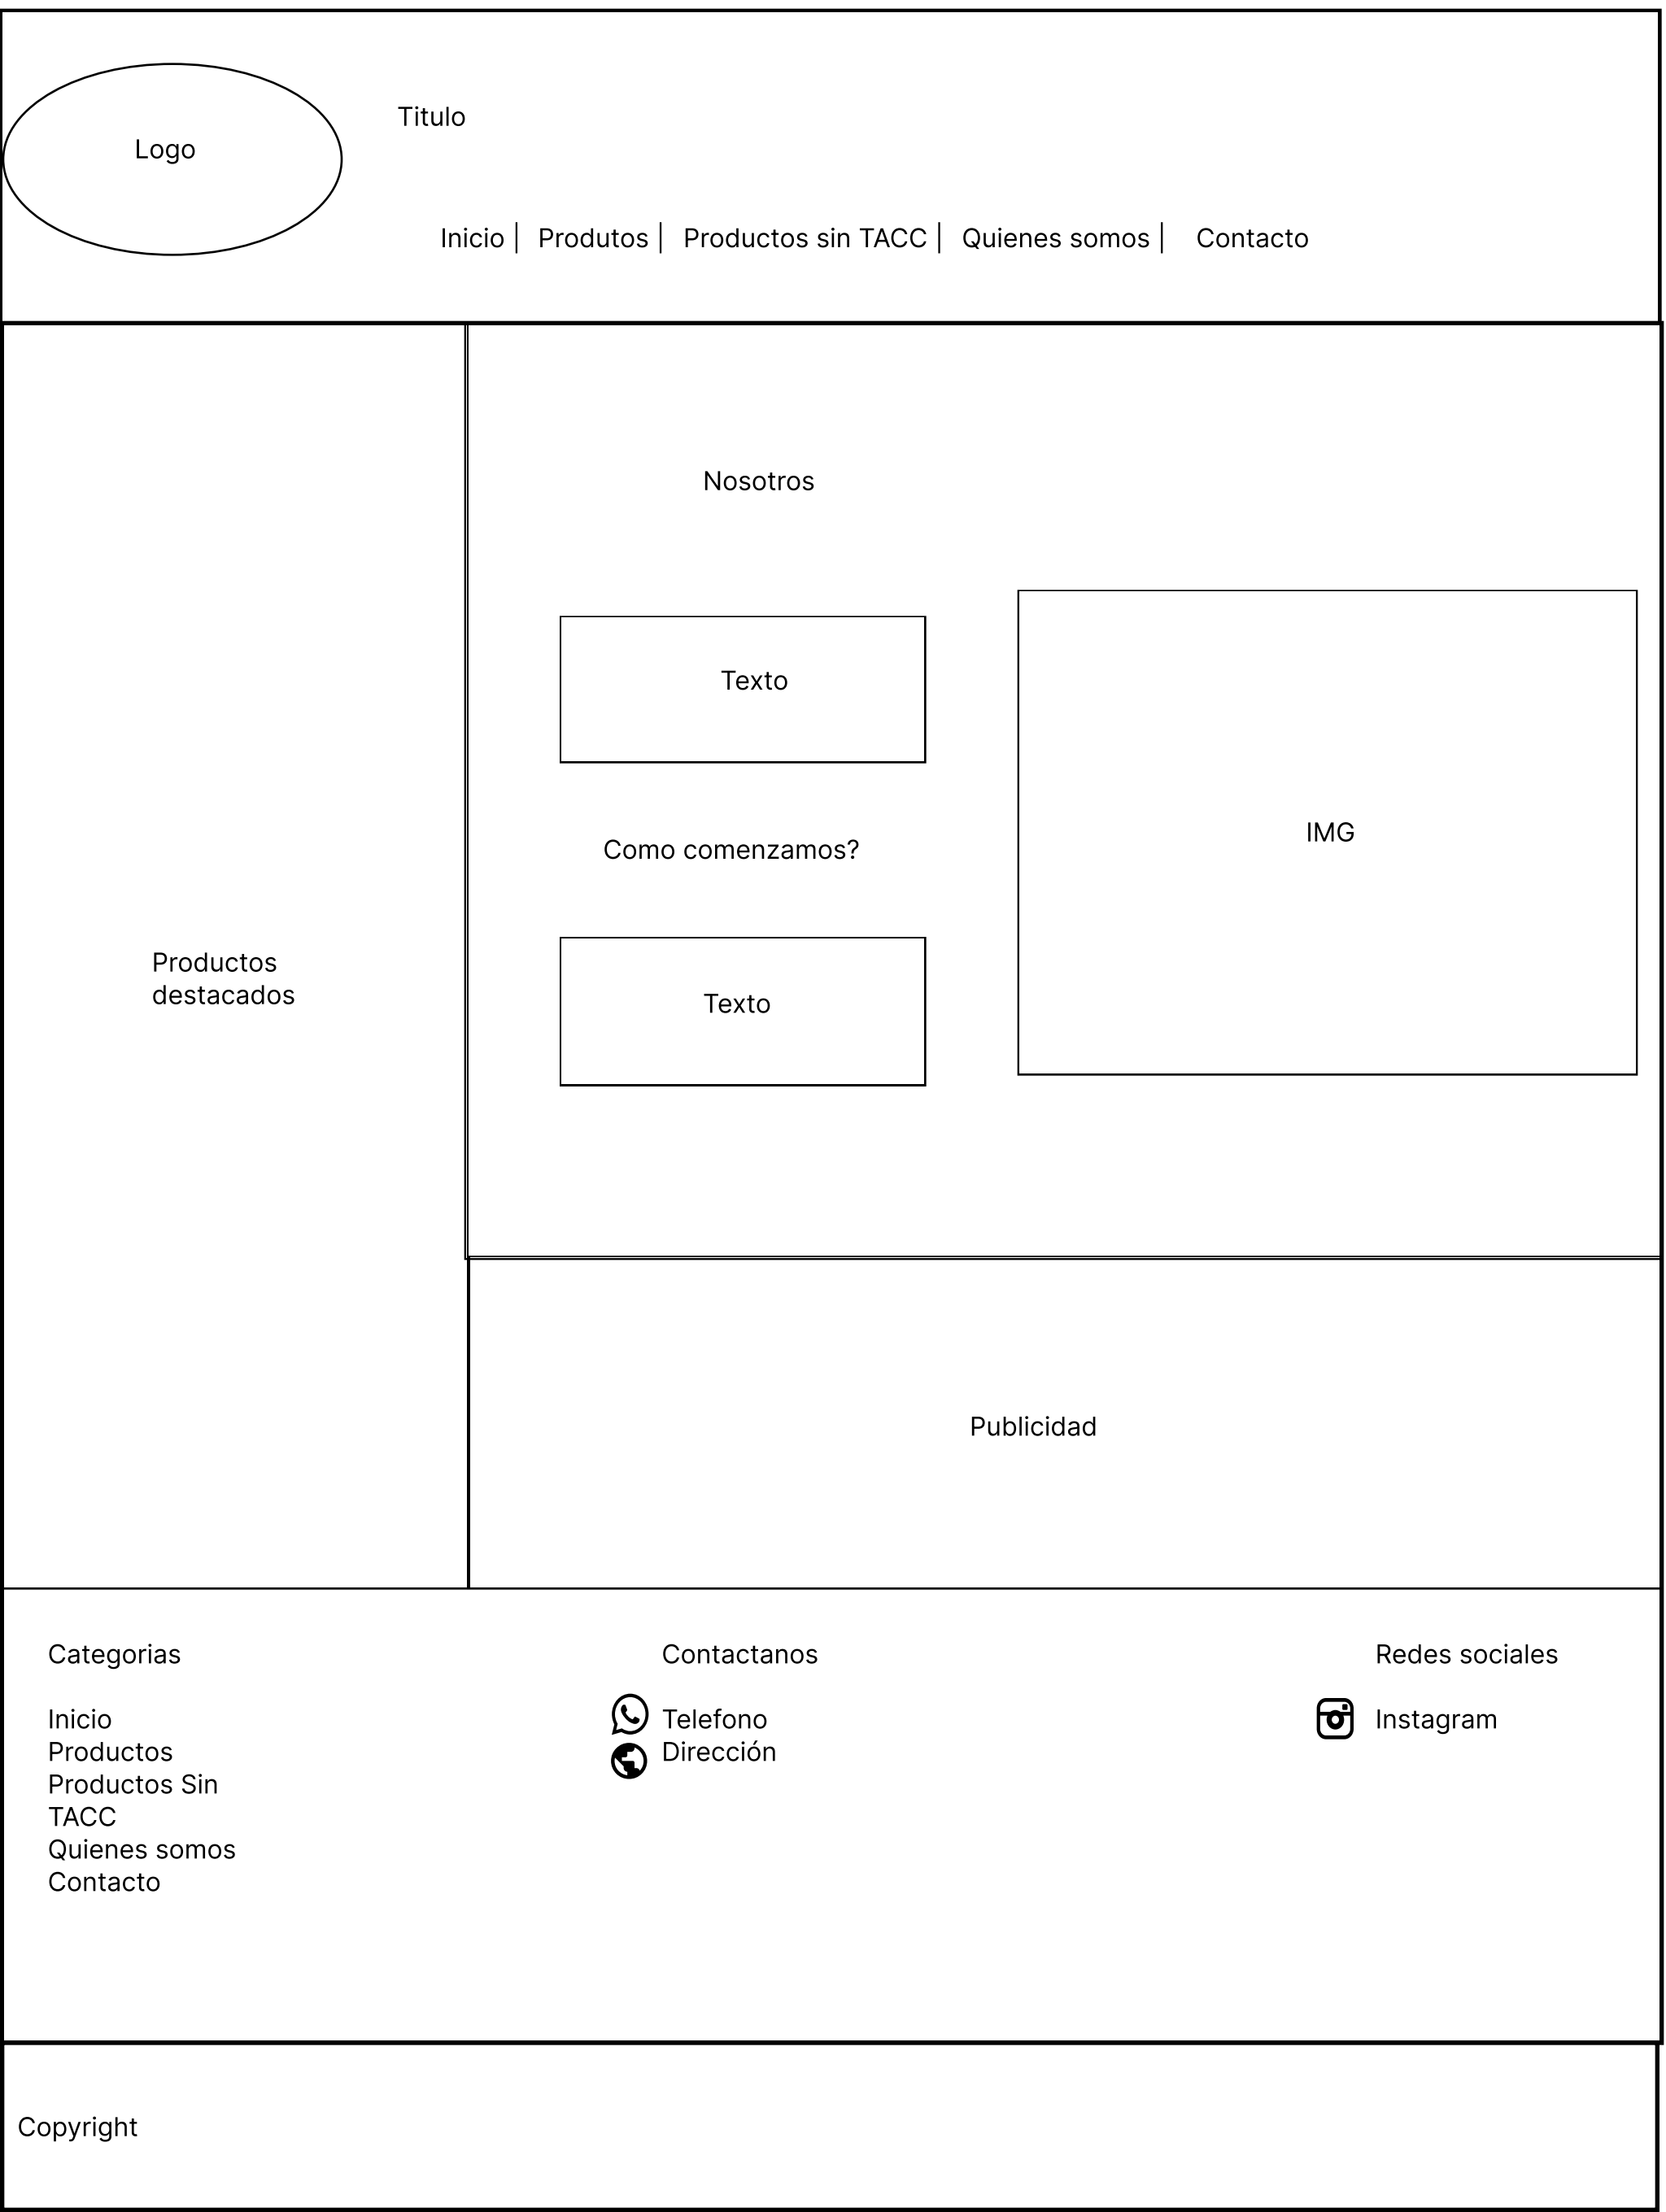 Logo
Titulo
Inicio | Produtos | Productos sin TACC | Quienes somos | Contacto
Nosotros
Texto
Como comenzamos?
Texto
IMG
Productos
destacados
Publicidad
Categorias
Inicio
Productos
Productos Sin
TACC
Quienes somos
Contacto
Contactanos
Telefono
Dirección
Redes sociales
Instagram
Copyright